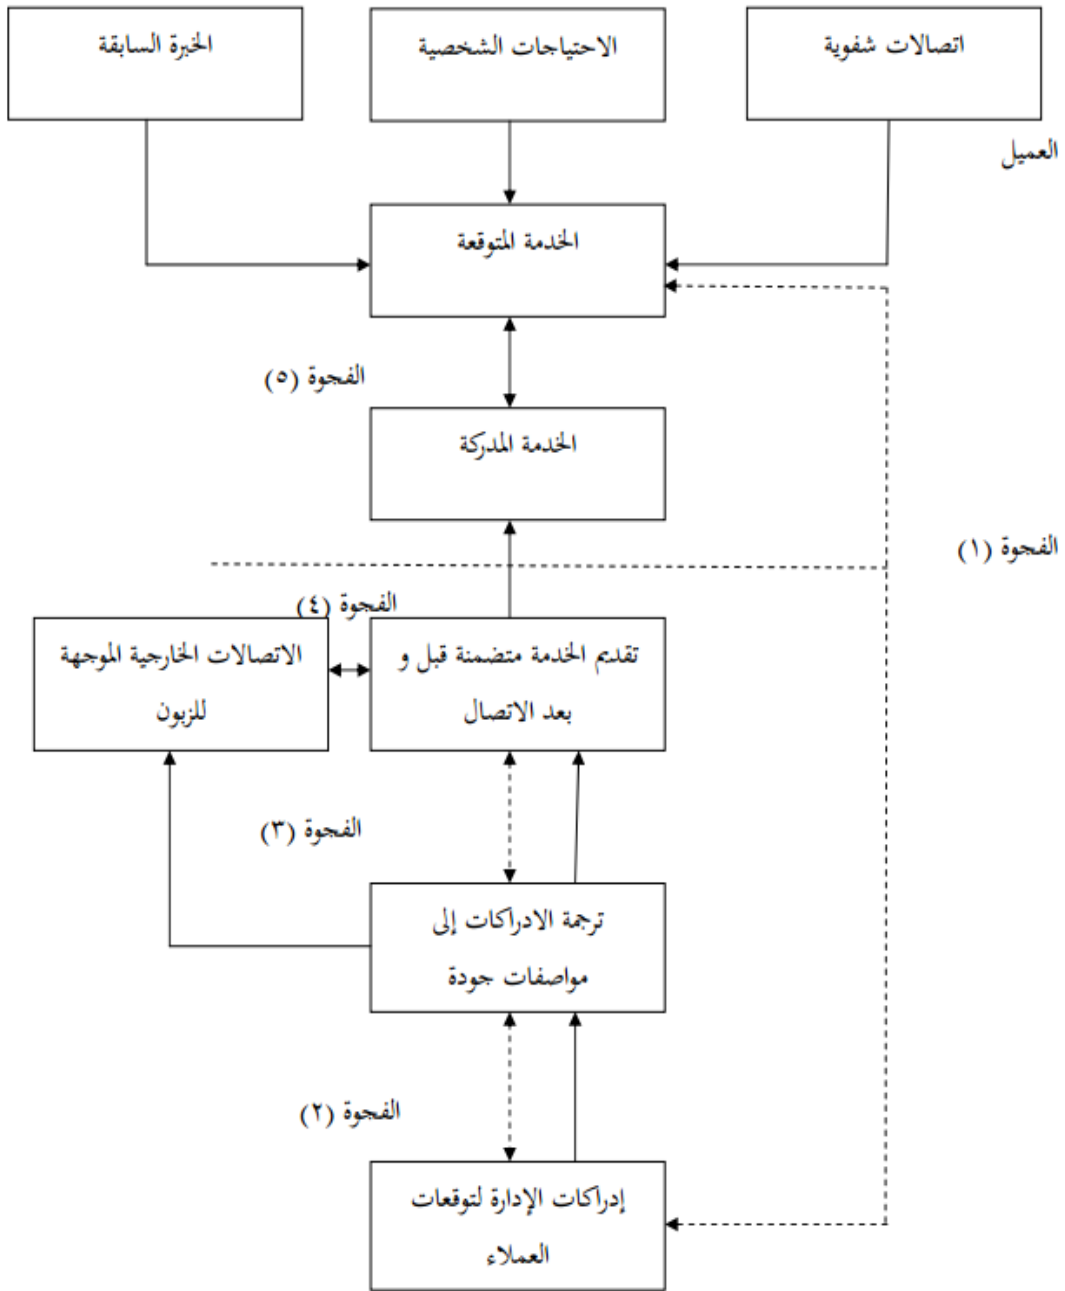 اتصالات شفوية
الاحتياجات الشخصية
الخبرة السابقة
العميل
الخدمة المتوقعة
الفجوة (٥)
الخدمة المدركة
الفجوة (١)
الفجوة (٤)
تقديم الخدمة متضمنة قبل و
بعد الاتصال
الاتصالات الخارجية الموجهة
للزبون
الفجوة (٣)
ترجمة الادراكات إلى
مواصفات جودة
الفجوة (٢)
إدراكات الإدارة لتوقعات
العملاء